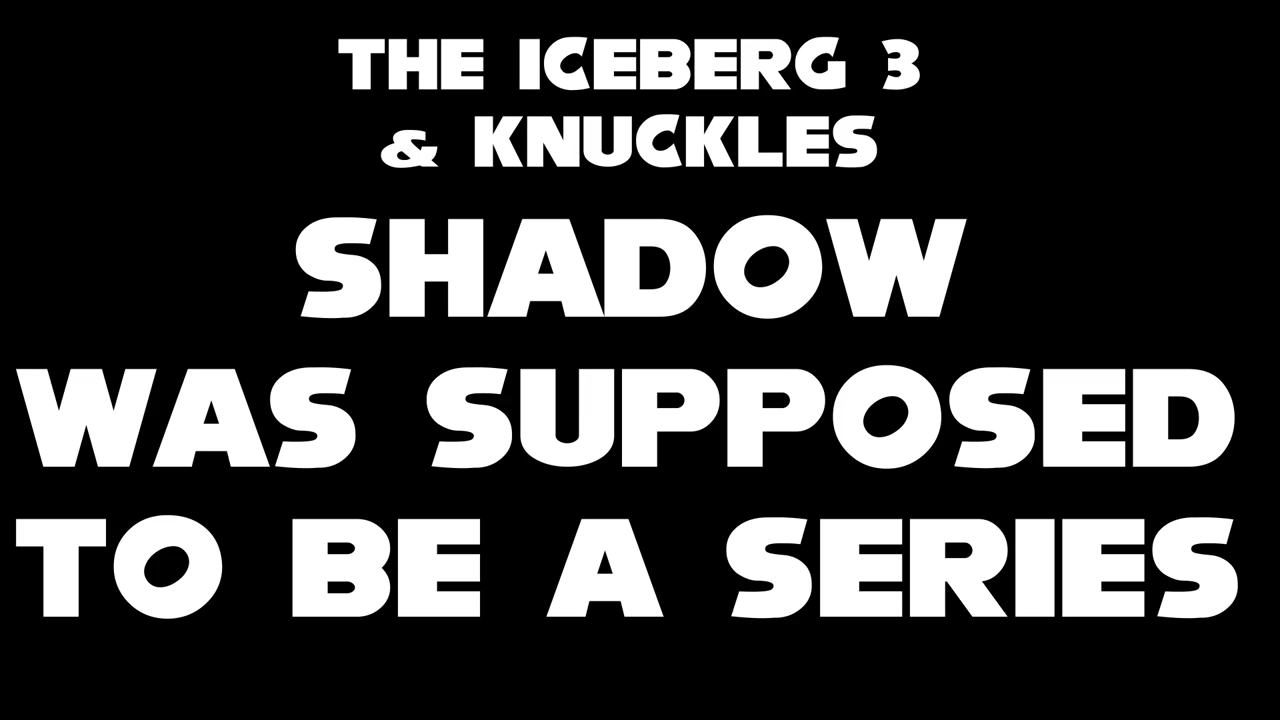 THE ICEBERG 3
& KNUCKLES
SHADOW
WAS SUPPOSED
TO BE A SERIES